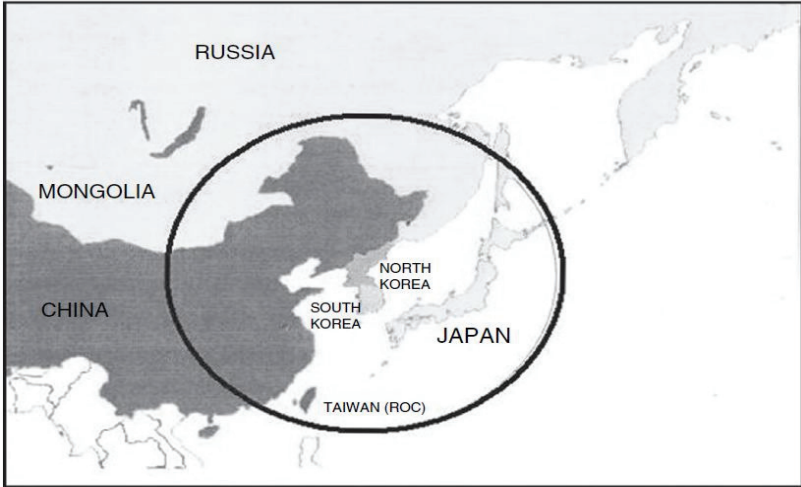 RUSSIA
MONGOLIA
CHINA
NORTH
KOREA
SOUTH
KOREA
JAPAN
TAIWAN (ROC)